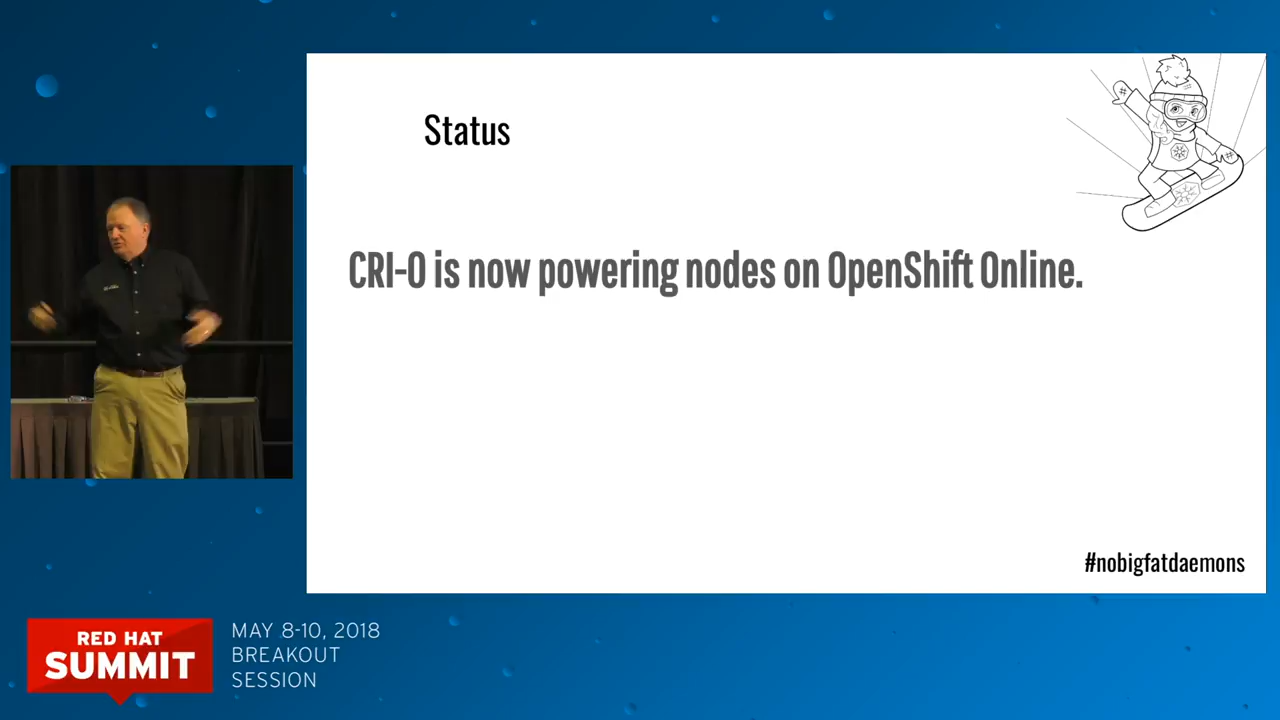 Status
CRI-O is now powering nodes on OpenShift Online.
#nobigfatdaemons
RED HAT
SUMMIT
MAY 8-10, 2018
BREAKOUT
SESSION